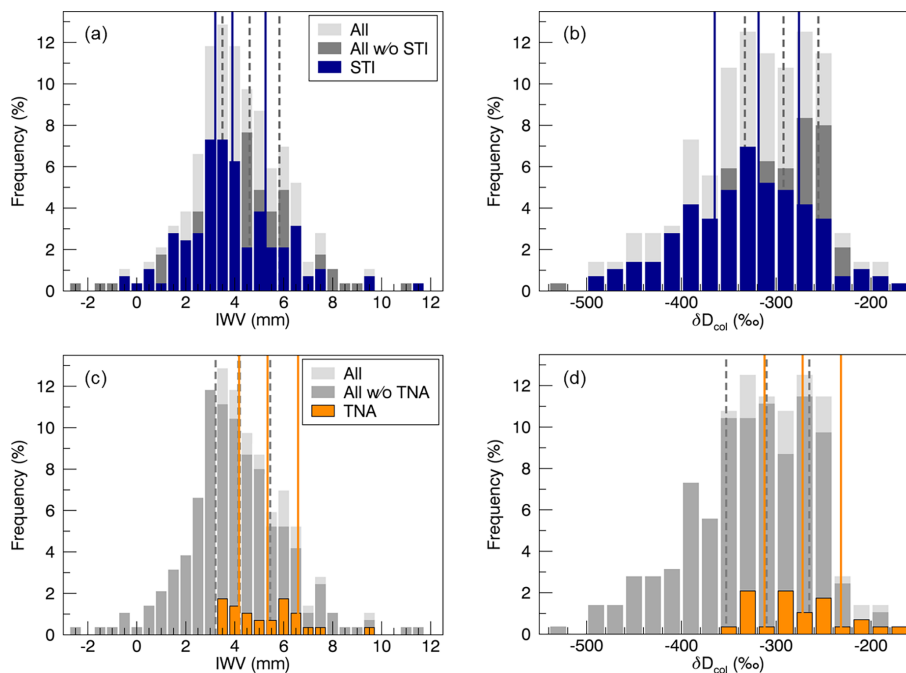 (a)
All
All w/o STI
STI
Frequency (%)
12
10
8
6
4
2
0
-2 0 2 4 6 8 10 12
IWV (mm)
(b)
Frequency (%)
12
10
8
6
4
2
0
-500 -400 -300 -200
δDcol (‰)
(c)
All
All w/o TNA
TNA
Frequency (%)
12
10
8
6
4
2
0
-2 0 2 4 6 8 10 12
IWV (mm)
(d)
Frequency (%)
12
10
8
6
4
2
0
-500 -400 -300 -200
δDcol (‰)